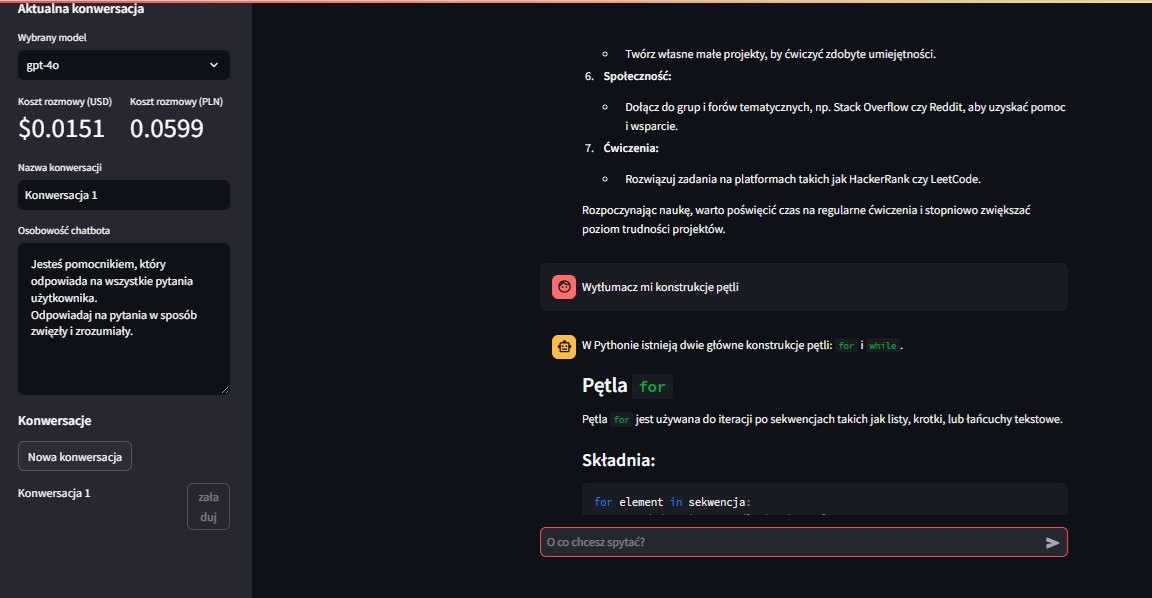 Aktualna konwersacja
Wybrany model
gpt-4o
Koszt rozmowy (USD)
Koszt rozmowy (PLN)
$0.0151
0.0599
Nazwa konwersacji
Konwersacja 1
Osobowość chatbota
Jesteś pomocnikiem, który
odpowiada na wszystkie pytania
użytkownika.
Odpowiadaj na pytania w sposób
zwięzły i zrozumiały.
Konwersacje
Nowa konwersacja
Konwersacja 1
zała
duj
Twórz własne małe projekty, by ćwiczyć zdobyte umiejętności.
6. Społeczność:
Dołącz do grup i forów tematycznych, np. Stack Overflow czy Reddit, aby uzyskać pomoc
i wsparcie.
7. Ćwiczenia:
Rozwiązuj zadania na platformach takich jak HackerRank czy LeetCode.
Rozpoczynając naukę, warto poświęcić czas na regularne ćwiczenia i stopniowo zwiększać
poziom trudności projektów.
Wytłumacz mi konstrukcje pętli
W Pythonie istnieją dwie główne konstrukcje pętli: for i while.
Pętla for
Pętla for jest używana do iteracji po sekwencjach takich jak listy, krotki, lub łańcuchy tekstowe.
Składnia:
for element in sekwencja:
O co chcesz spytać?